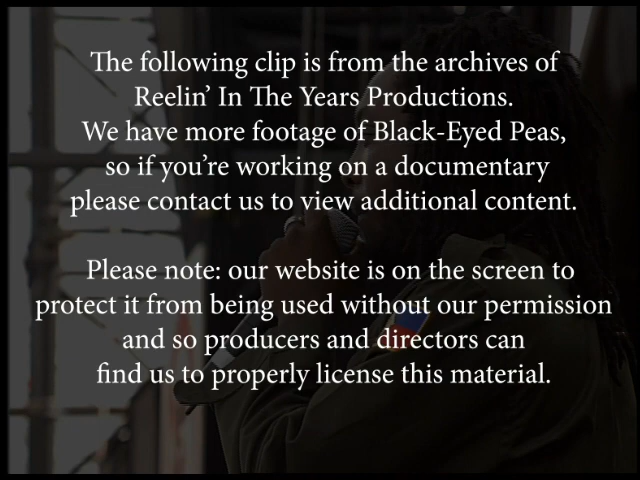 The following clip is from the archives of
Reelin’ In The Years Productions.
We have more footage of Black-Eyed Peas,
so if you’re working on a documentary
please contact us to view additional content.
Please note: our website is on the screen to
protect it from being used without our permission
and so producers and directors can
find us to properly license this material.